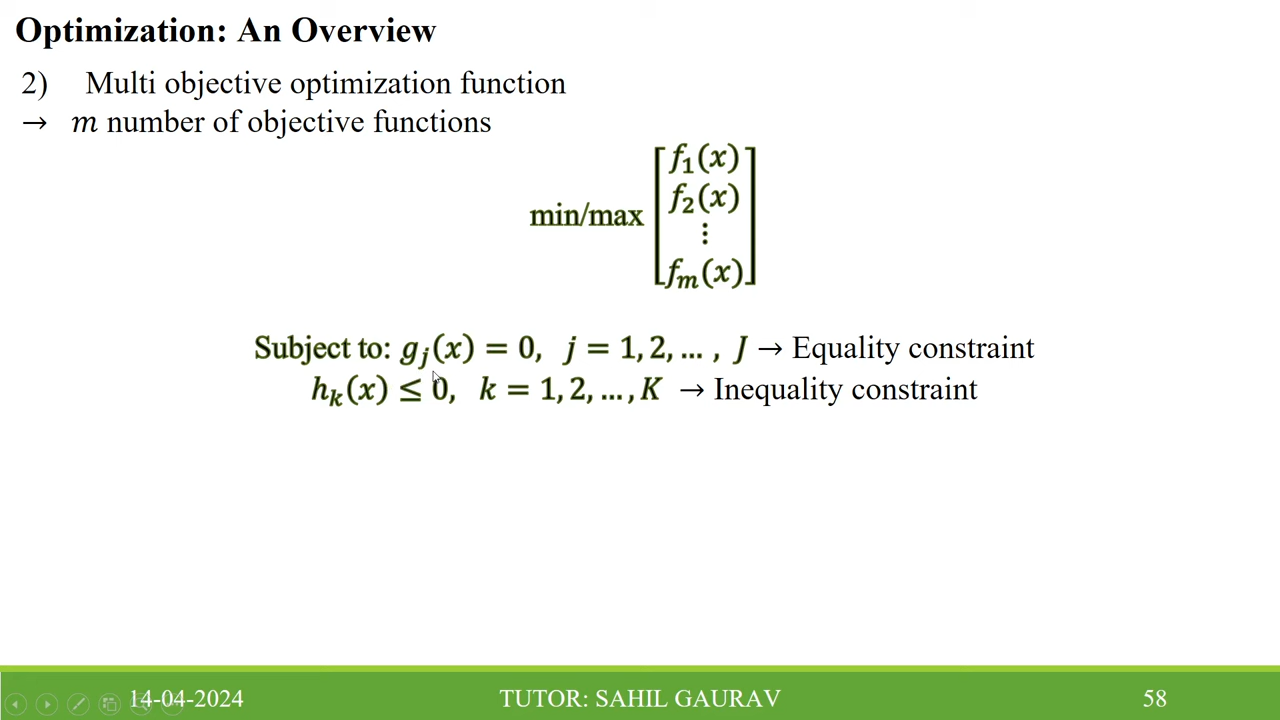 Optimization: An Overview
2) Multi objective optimization function
→ m number of objective functions
min/max [f₁(x)
f₂(x)
⋮
fₘ(x)]
Subject to: gⱼ(x) = 0, j = 1, 2, … , J → Equality constraint
hₖ(x) ≤ 0, k = 1, 2, … , K → Inequality constraint
14-04-2024 TUTOR: SAHIL GAURAV 58